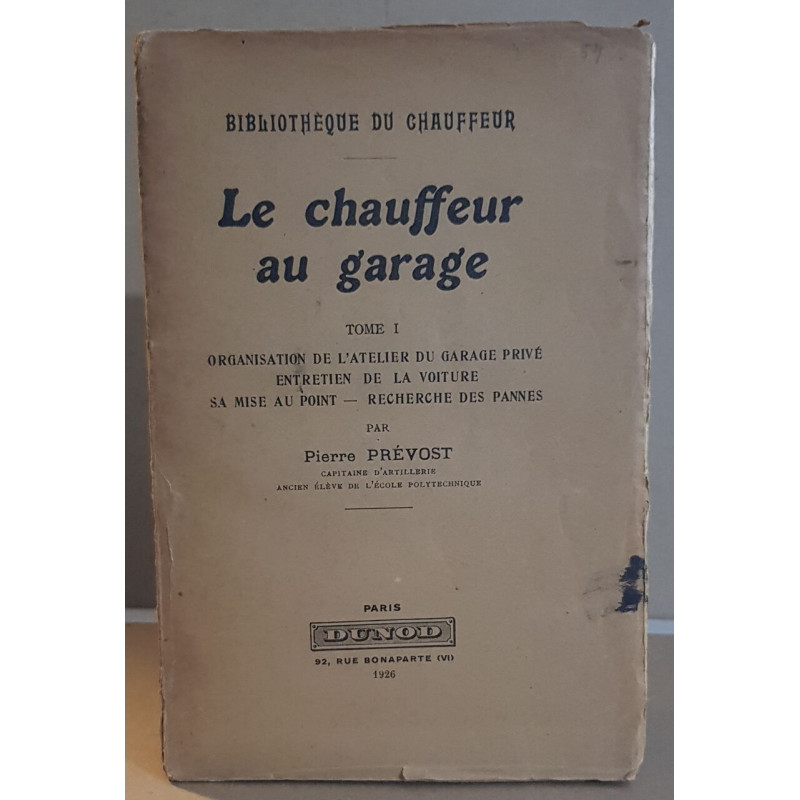 BIBLIOTHÈQUE DU CHAUFFEUR
Le chauffeur
au garage
TOME I
ORGANISATION DE L'ATELIER DU GARAGE PRIVÉ
ENTRETIEN DE LA VOITURE
SA MISE AU POINT — RECHERCHE DES PANNES
PAR
Pierre PRÉVOST
CAPITAINE D'ARTILLERIE
ANCIEN ÉLÈVE DE L'ÉCOLE POLYTECHNIQUE
PARIS
DUNOD
92, RUE BONAPARTE (VI)
1926